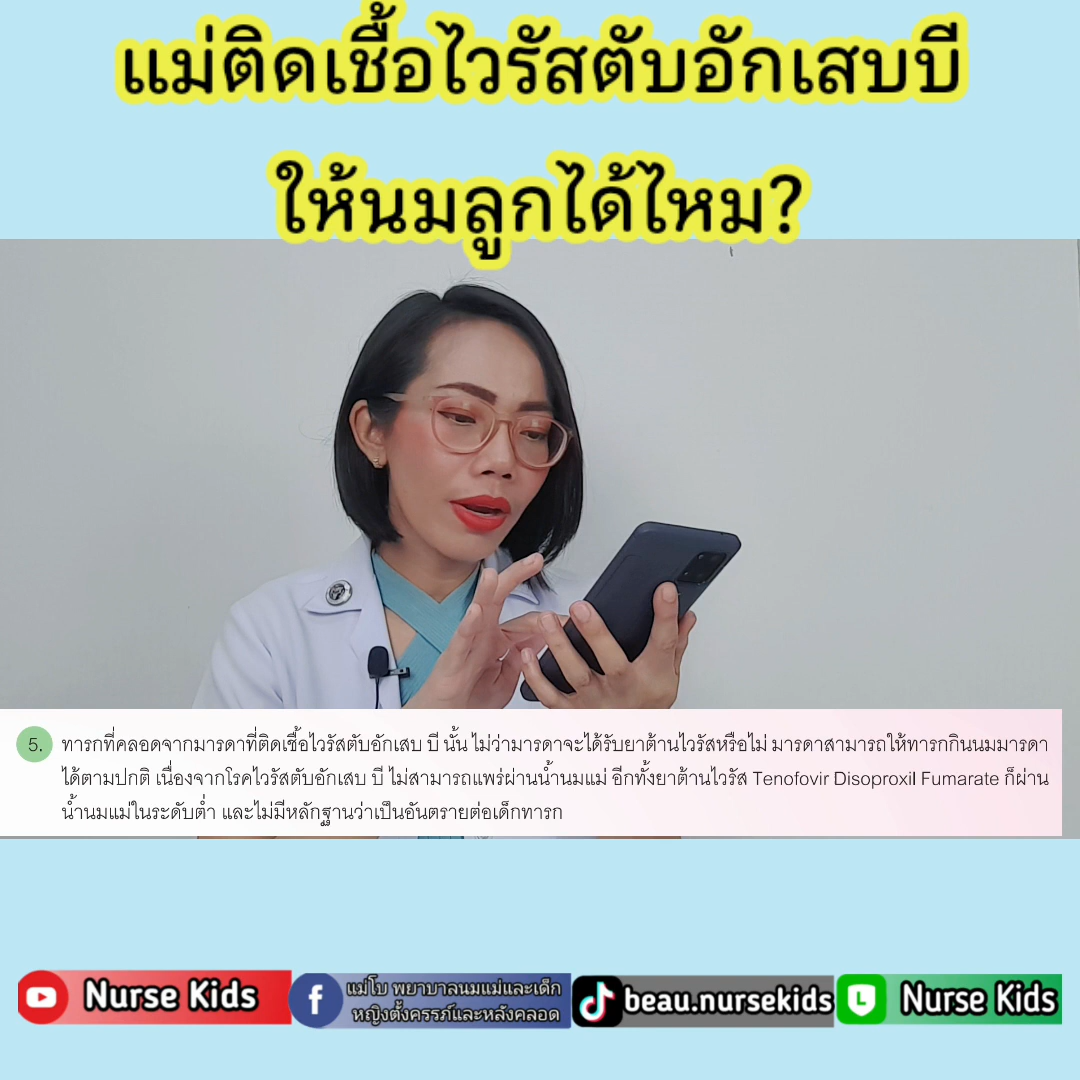 แม่ติดเชื้อไวรัสตับอักเสบบี
ให้นมลูกได้ไหม?
5. ทารกที่คลอดจากมารดาที่ติดเชื้อไวรัสตับอักเสบ บี นั้น ไม่ว่ามารดาจะได้รับยาต้านไวรัสหรือไม่ มารดาสามารถให้ทารกกินนมมารดา
ได้ตามปกติ เนื่องจากโรคไวรัสตับอักเสบ บี ไม่สามารถแพร่ผ่านน้ำนมแม่ อีกทั้งยาต้านไวรัส Tenofovir Disoproxil Fumarate ก็ผ่าน
น้ำนมแม่ในระดับต่ำ และไม่มีหลักฐานว่าเป็นอันตรายต่อเด็กทารก
Nurse Kids
แม่โบ พยาบาลนมแม่และเด็ก
หญิงตั้งครรภ์และหลังคลอด
beau.nursekids
Nurse Kids